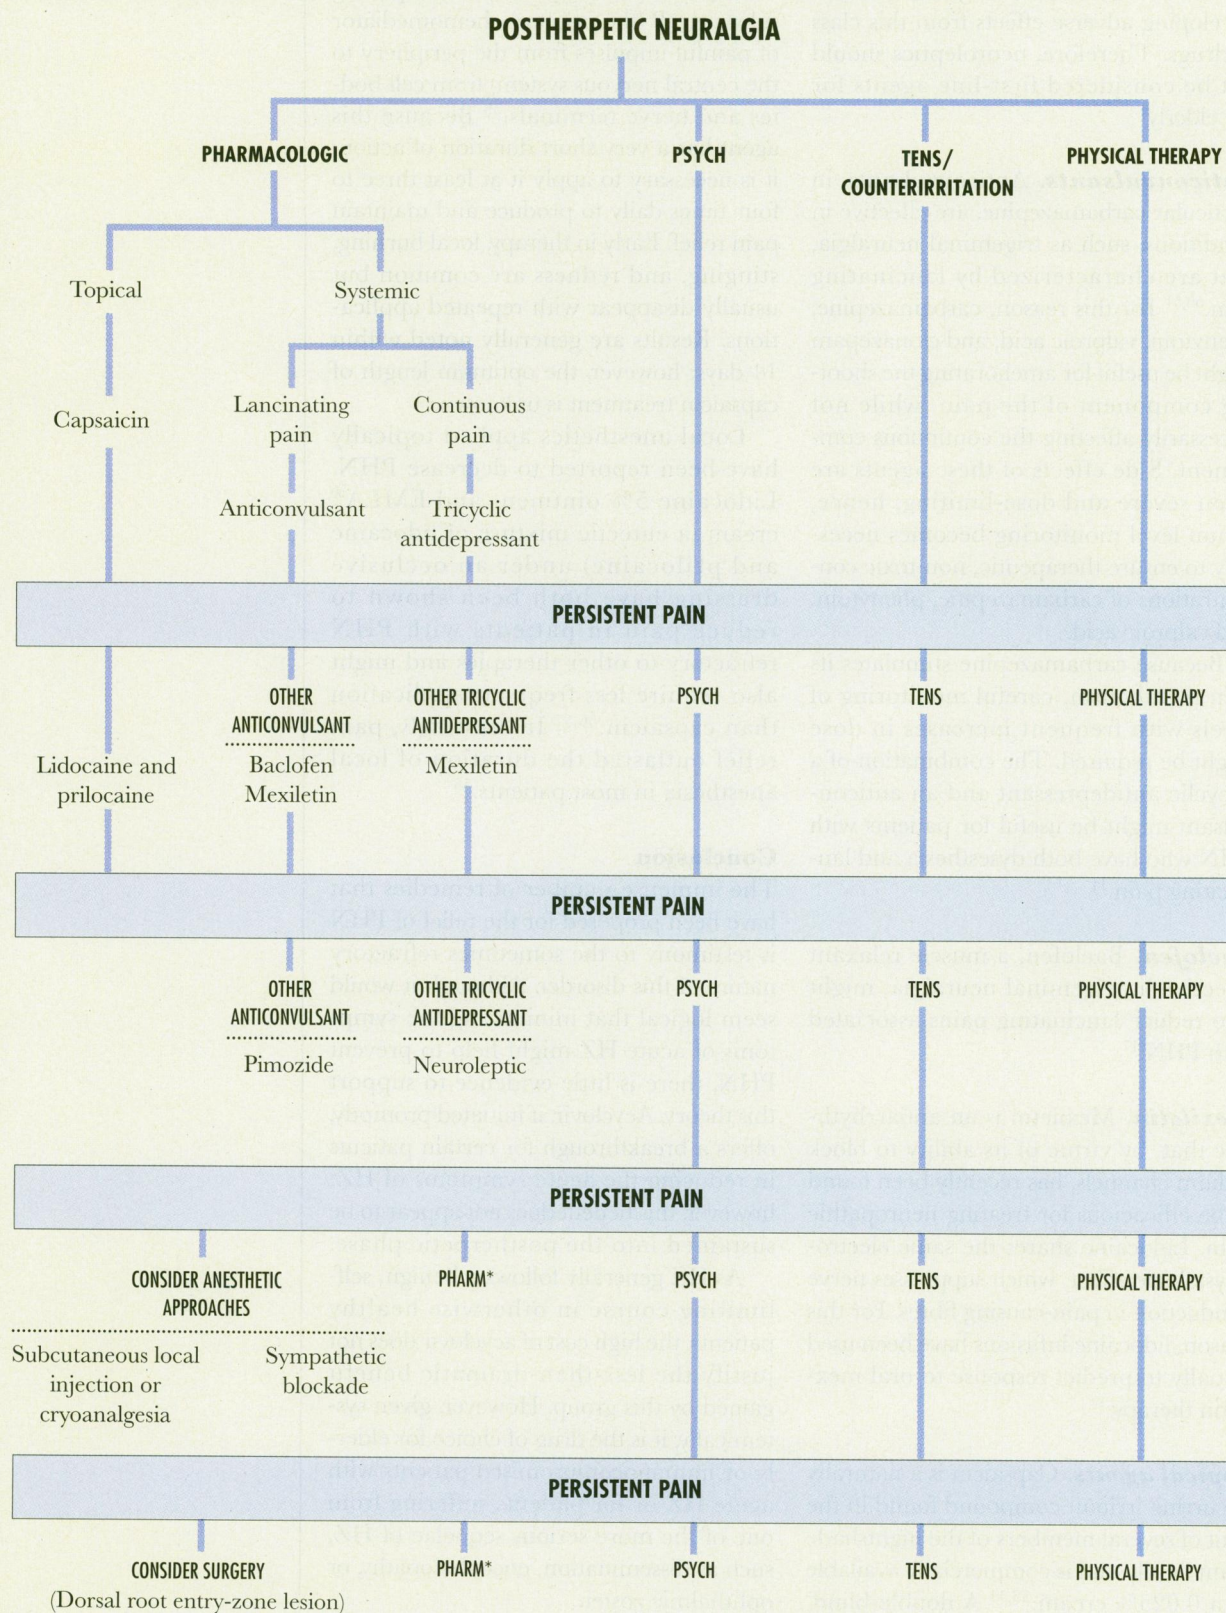 POSTHERPETIC NEURALGIA
PHARMACOLOGIC
PSYCH
TENS/
COUNTERIRRITATION
PHYSICAL THERAPY
Topical
Systemic
Capsaicin
Lancinating
pain
Continuous
pain
Anticonvulsant
Tricyclic
antidepressant
PERSISTENT PAIN
OTHER
ANTICONVULSANT
OTHER TRICYCLIC
ANTIDEPRESSANT
PSYCH
TENS
PHYSICAL THERAPY
Lidocaine and
prilocaine
Baclofen
Mexiletin
Mexiletin
PERSISTENT PAIN
OTHER
ANTICONVULSANT
OTHER TRICYCLIC
ANTIDEPRESSANT
PSYCH
TENS
PHYSICAL THERAPY
Pimozide
Neuroleptic
PERSISTENT PAIN
CONSIDER ANESTHETIC
APPROACHES
PHARM*
PSYCH
TENS
PHYSICAL THERAPY
Subcutaneous local
injection or
cryoanalgesia
Sympathetic
blockade
PERSISTENT PAIN
CONSIDER SURGERY
(Dorsal root entry-zone lesion)
PHARM*
PSYCH
TENS
PHYSICAL THERAPY